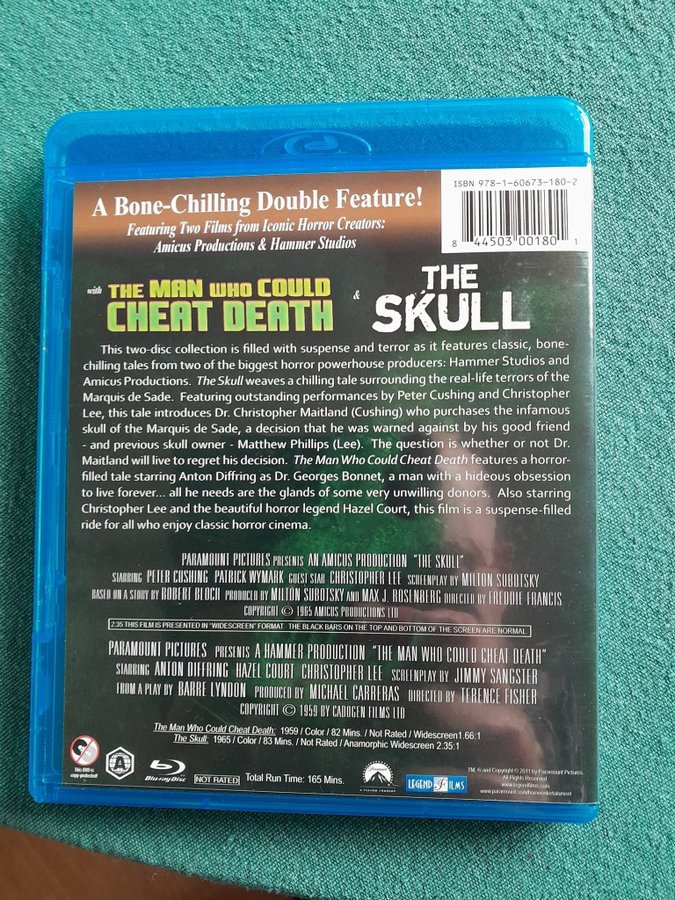 A Bone-Chilling Double Feature!
Featuring Two Films from Iconic Horror Creators:
Amicus Productions & Hammer Studios
ISBN 978-1-60673-180-2
8 44503 00180 1
with THE MAN WHO COULD
CHEAT DEATH
&
THE
SKULL
This two-disc collection is filled with suspense and terror as it features classic, bone-
chilling tales from two of the biggest horror powerhouse producers: Hammer Studios and
Amicus Productions. The Skull weaves a chilling tale surrounding the real-life terrors of the
Marquis de Sade. Featuring outstanding performances by Peter Cushing and Christopher
Lee, this tale introduces Dr. Christopher Maitland (Cushing) who purchases the infamous
skull of the Marquis de Sade, a decision that he was warned against by his good friend
- and previous skull owner - Matthew Phillips (Lee). The question is whether or not Dr.
Maitland will live to regret his decision. The Man Who Could Cheat Death features a horror-
filled tale starring Anton Diffring as Dr. Georges Bonnet, a man with a hideous obsession
to live forever... all he needs are the glands of some very unwilling donors. Also starring
Christopher Lee and the beautiful horror legend Hazel Court, this film is a suspense-filled
ride for all who enjoy classic horror cinema.
PARAMOUNT PICTURES PRESENTS AN AMICUS PRODUCTION "THE SKULL"
STARRING PETER CUSHING PATRICK WYMARK GUEST STAR CHRISTOPHER LEE SCREENPLAY BY MILTON SUBOTSKY
BASED ON A STORY BY ROBERT BLOCH PRODUCED BY MILTON SUBOTSKY AND MAX J. ROSENBERG DIRECTED BY FREDDIE FRANCIS
COPYRIGHT © 1965 AMICUS PRODUCTIONS LTD
2:35 THIS FILM IS PRESENTED IN "WIDESCREEN" FORMAT. THE BLACK BARS ON THE TOP AND BOTTOM OF THE SCREEN ARE NORMAL
PARAMOUNT PICTURES PRESENTS A HAMMER PRODUCTION "THE MAN WHO COULD CHEAT DEATH"
STARRING ANTON DIFFRING HAZEL COURT CHRISTOPHER LEE SCREENPLAY BY JIMMY SANGSTER
FROM A PLAY BY BARRE LYNDON PRODUCED BY MICHAEL CARRERAS DIRECTED BY TERENCE FISHER
COPYRIGHT © 1959 BY CADOGEN FILMS LTD
The Man Who Could Cheat Death: 1959 / Color / 82 Mins. / Not Rated / Widescreen1.66:1
The Skull: 1965 / Color / 83 Mins. / Not Rated / Anamorphic Widescreen 2.35:1
This DVD is
copy-protected!
A
Blu-ray Disc
NOT RATED
Total Run Time: 165 Mins.
Paramount
LEGEND FILMS
TM, ® and Copyright © 2011 by Paramount Pictures.
All Rights Reserved.
www.legendfilms.com